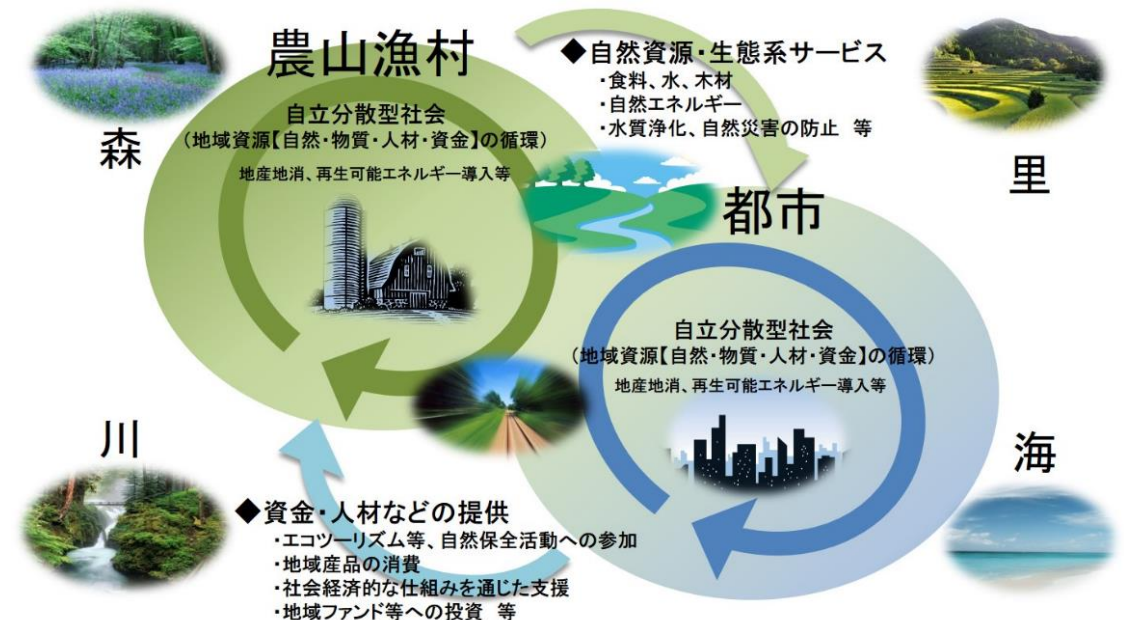 農山漁村
自立分散型社会
（地域資源【自然・物質・人材・資金】の循環）
地産地消、再生可能エネルギー導入等
森
◆自然資源・生態系サービス
・食料、水、木材
・自然エネルギー
・水質浄化、自然災害の防止　等
里
都市
自立分散型社会
（地域資源【自然・物質・人材・資金】の循環）
地産地消、再生可能エネルギー導入等
川
海
◆資金・人材などの提供
・エコツーリズム等、自然保全活動への参加
・地域産品の消費
・社会経済的な仕組みを通じた支援
・地域ファンド等への投資　等